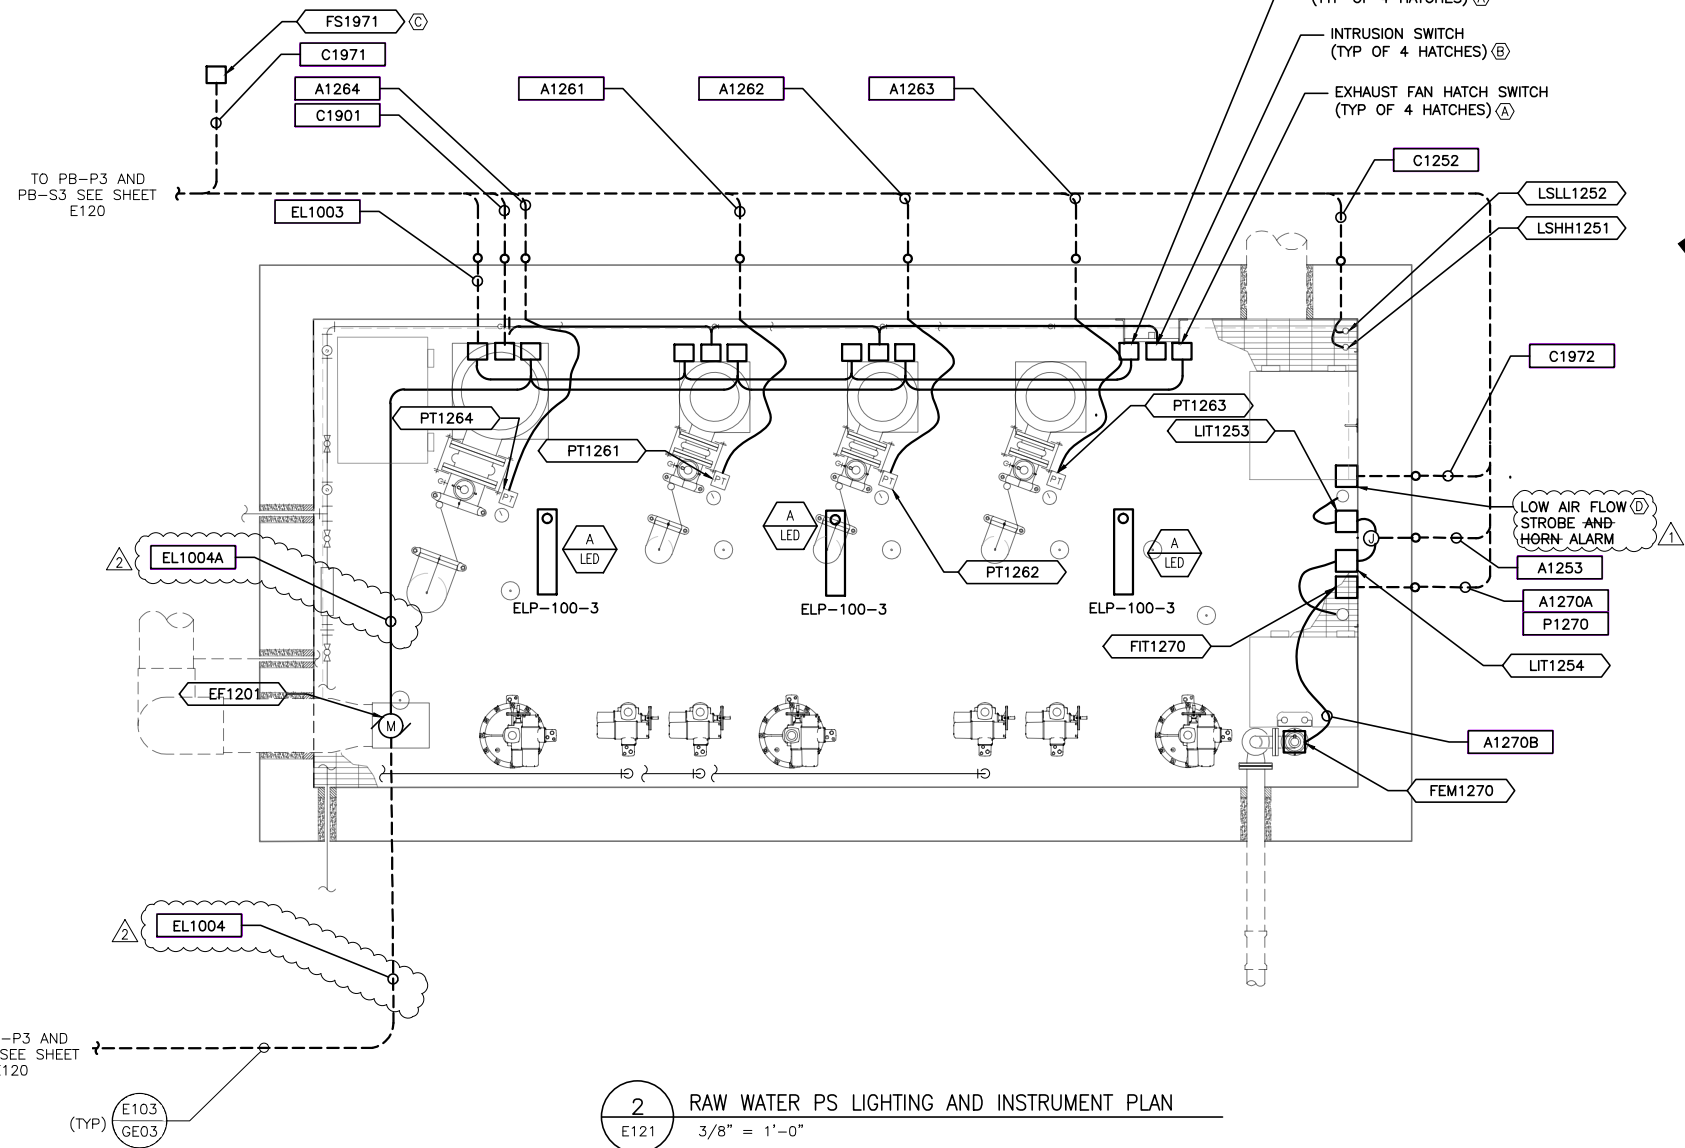 FS1971
C
C1971
A1264
C1901
A1261
A1262
A1263
(TYP OF 4 HATCHES) A
INTRUSION SWITCH
(TYP OF 4 HATCHES) B
EXHAUST FAN HATCH SWITCH
(TYP OF 4 HATCHES) A
C1252
TO PB-P3 AND
PB-S3 SEE SHEET
E120
EL1003
LSLL1252
LSHH1251
C1972
PT1264
PT1261
PT1263
LIT1253
PT
PT
PT
PT
LOW AIR FLOW D
STROBE AND
HORN ALARM
1
A
LED
A
LED
A
LED
J
2
EL1004A
PT1262
A1253
ELP-100-3
ELP-100-3
ELP-100-3
A1270A
P1270
FIT1270
LIT1254
EF1201
M
A1270B
FEM1270
2
EL1004
-P3 AND
SEE SHEET
E120
(TYP)
E103
GE03
2
E121
RAW WATER PS LIGHTING AND INSTRUMENT PLAN
3/8" = 1'-0"